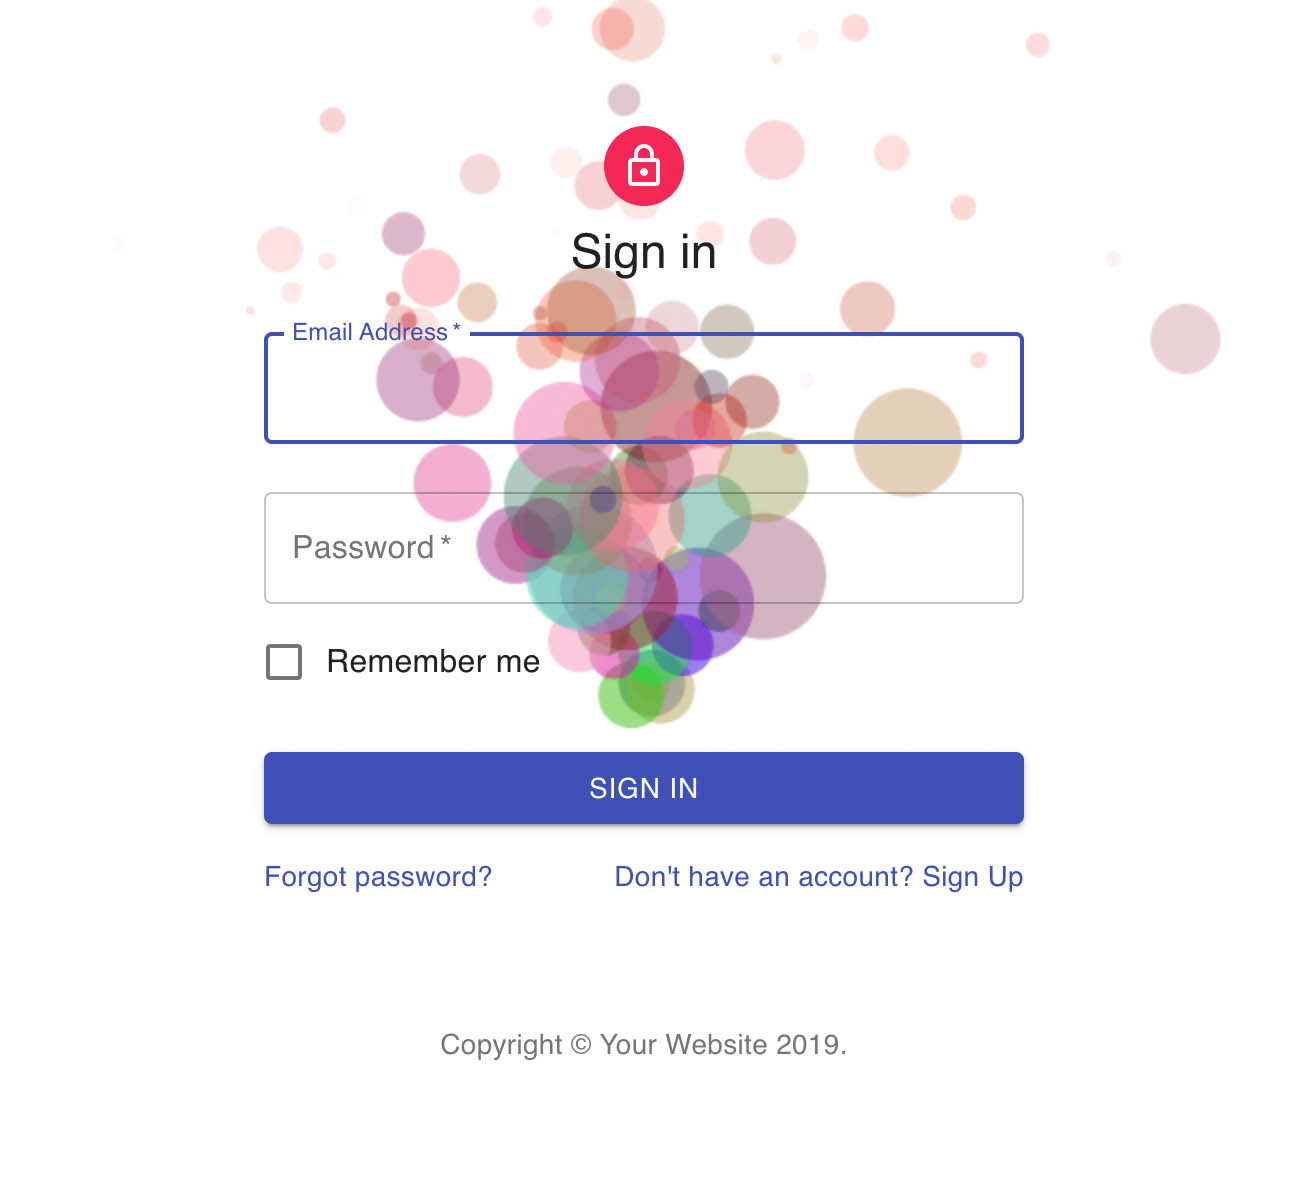 Sign in
Email Address *
Password *
Remember me
SIGN IN
Forgot password?
Don't have an account? Sign Up
Copyright © Your Website 2019.